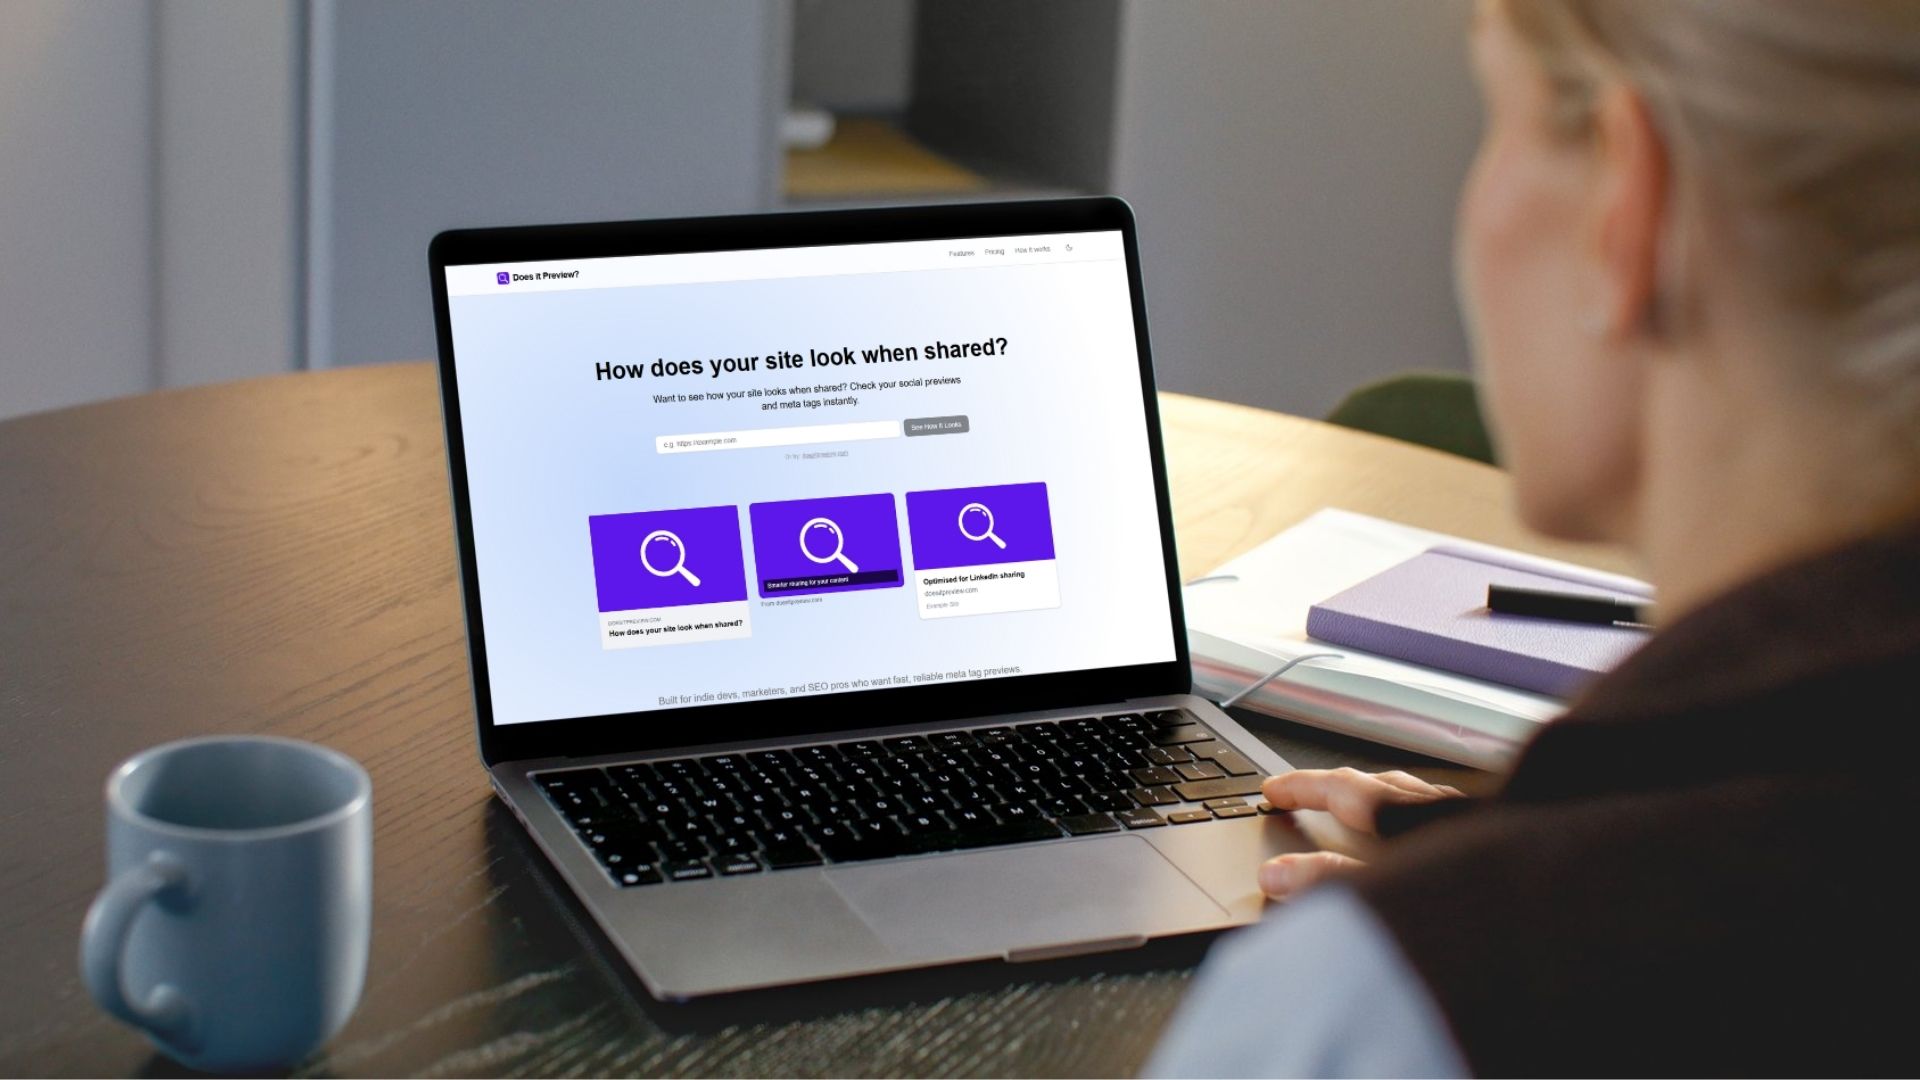 Does It Preview?
Features Pricing How it works
How does your site look when shared?
Want to see how your site looks when shared? Check your social previews
and meta tags instantly.
e.g. https://example.com
See How It Looks
Or try:
Smarter sharing for your content
From doesitpreview.com
DOESITPREVIEW.COM
How does your site look when shared?
Optimised for LinkedIn sharing
doesitpreview.com
Example Site
Built for indie devs, marketers, and SEO pros who want fast, reliable meta tag previews.
Q W E R T Y U I O P
A S D F G H J K L
Z X C V B N M
control option
option